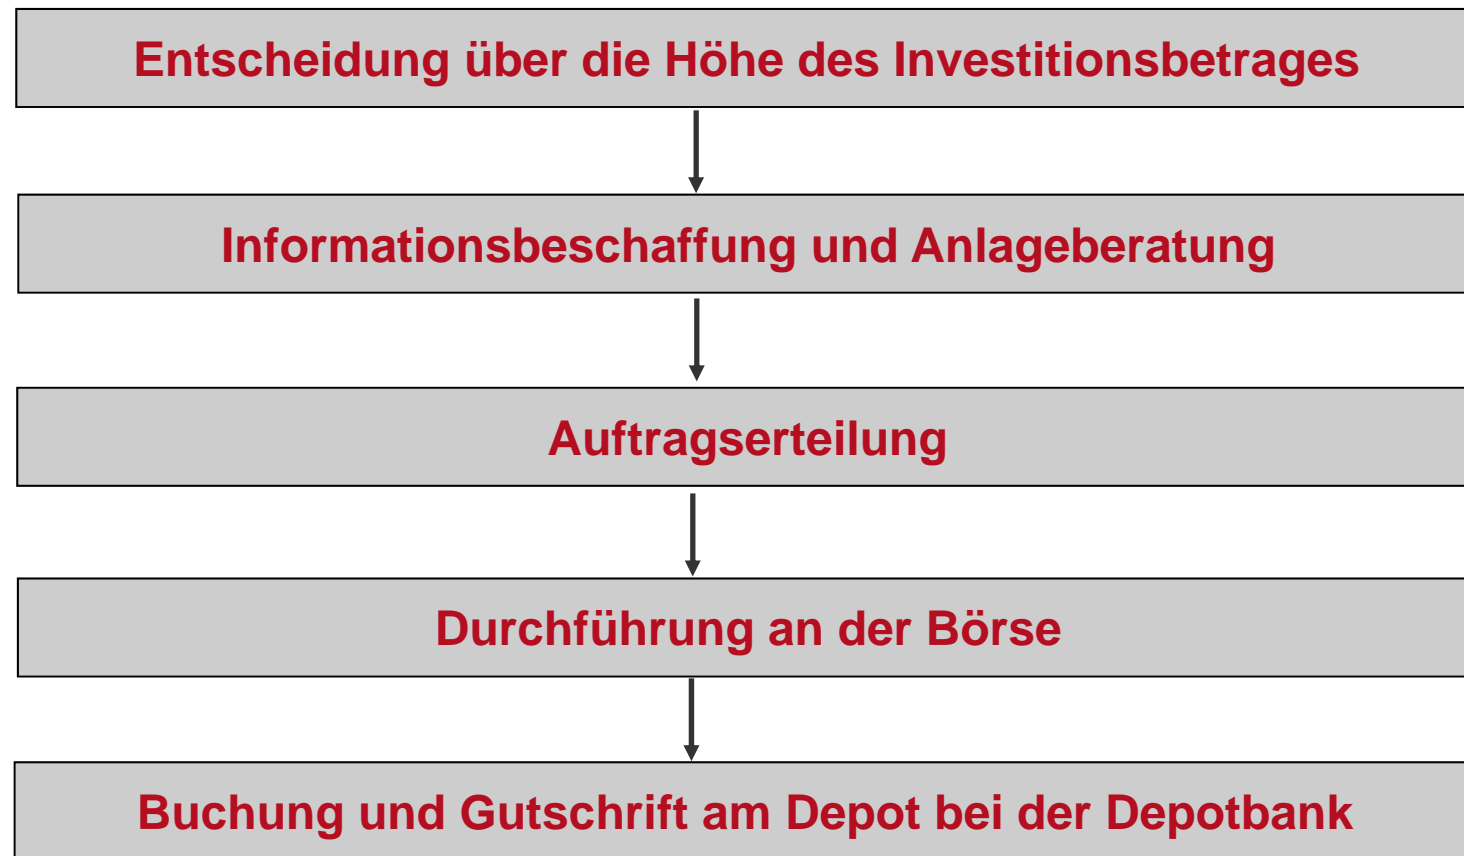 Entscheidung über die Höhe des Investitionsbetrages
Informationsbeschaffung und Anlageberatung
Auftragserteilung
Durchführung an der Börse
Buchung und Gutschrift am Depot bei der Depotbank